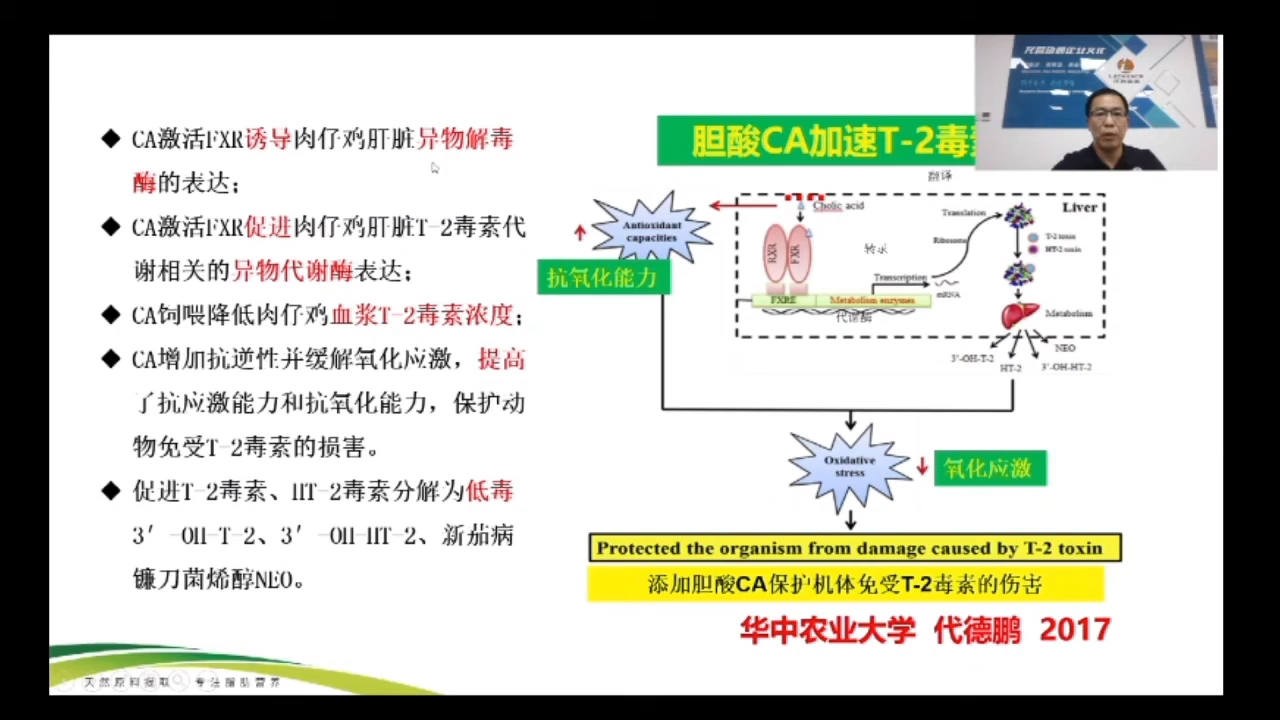 ◆ CA激活FXR诱导肉仔鸡肝脏异物解毒
酶的表达；
◆ CA激活FXR促进肉仔鸡肝脏T-2毒素代
谢相关的异物代谢酶表达；
◆ CA饲喂降低肉仔鸡血浆T-2毒素浓度；
◆ CA增加抗逆性并缓解氧化应激，提高
了抗应激能力和抗氧化能力，保护动
物免受T-2毒素的损害。
◆ 促进T-2毒素、HT-2毒素分解为低毒
3′-OH-T-2、3′-OH-HT-2、新茄病
镰刀菌烯醇NEO。
天然原料提取 专注脂肪营养
胆酸CA加速T-2毒
翻译
Cholic acid
Translation
Liver
Antioxidant
capacities
抗氧化能力
RXR
FXR
转录
Ribosome
T-2 toxin
HT-2 toxin
Transcription
mRNA
FXRE
Metabolism enzymes
代谢酶
Metabolism
3'-OH-T-2
HT-2
NEO
3'-OH-HT-2
Oxidative
stress
氧化应激
Protected the organism from damage caused by T-2 toxin
添加胆酸CA保护机体免受T-2毒素的伤害
华中农业大学 代德鹏 2017